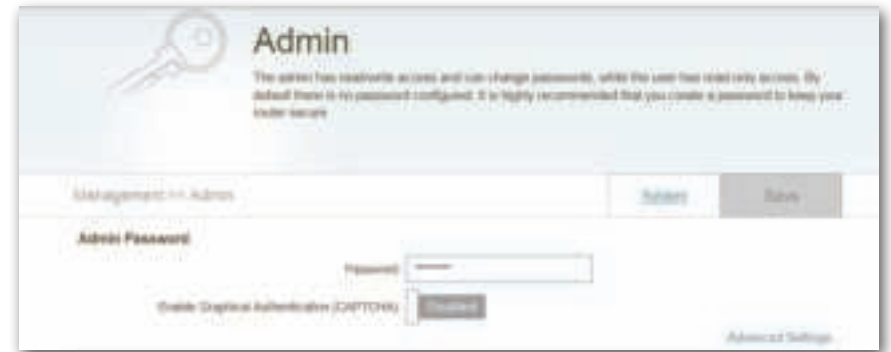 Admin
The admin has read/write access and can change passwords, while the user has read-only access. By
default there is no password configured. It is highly recommended that you create a password to keep your
router secure.
Management >> Admin
System Save
Admin Password
Password
Enable Graphical Authentication (CAPTCHA) Disabled
Advanced Settings...